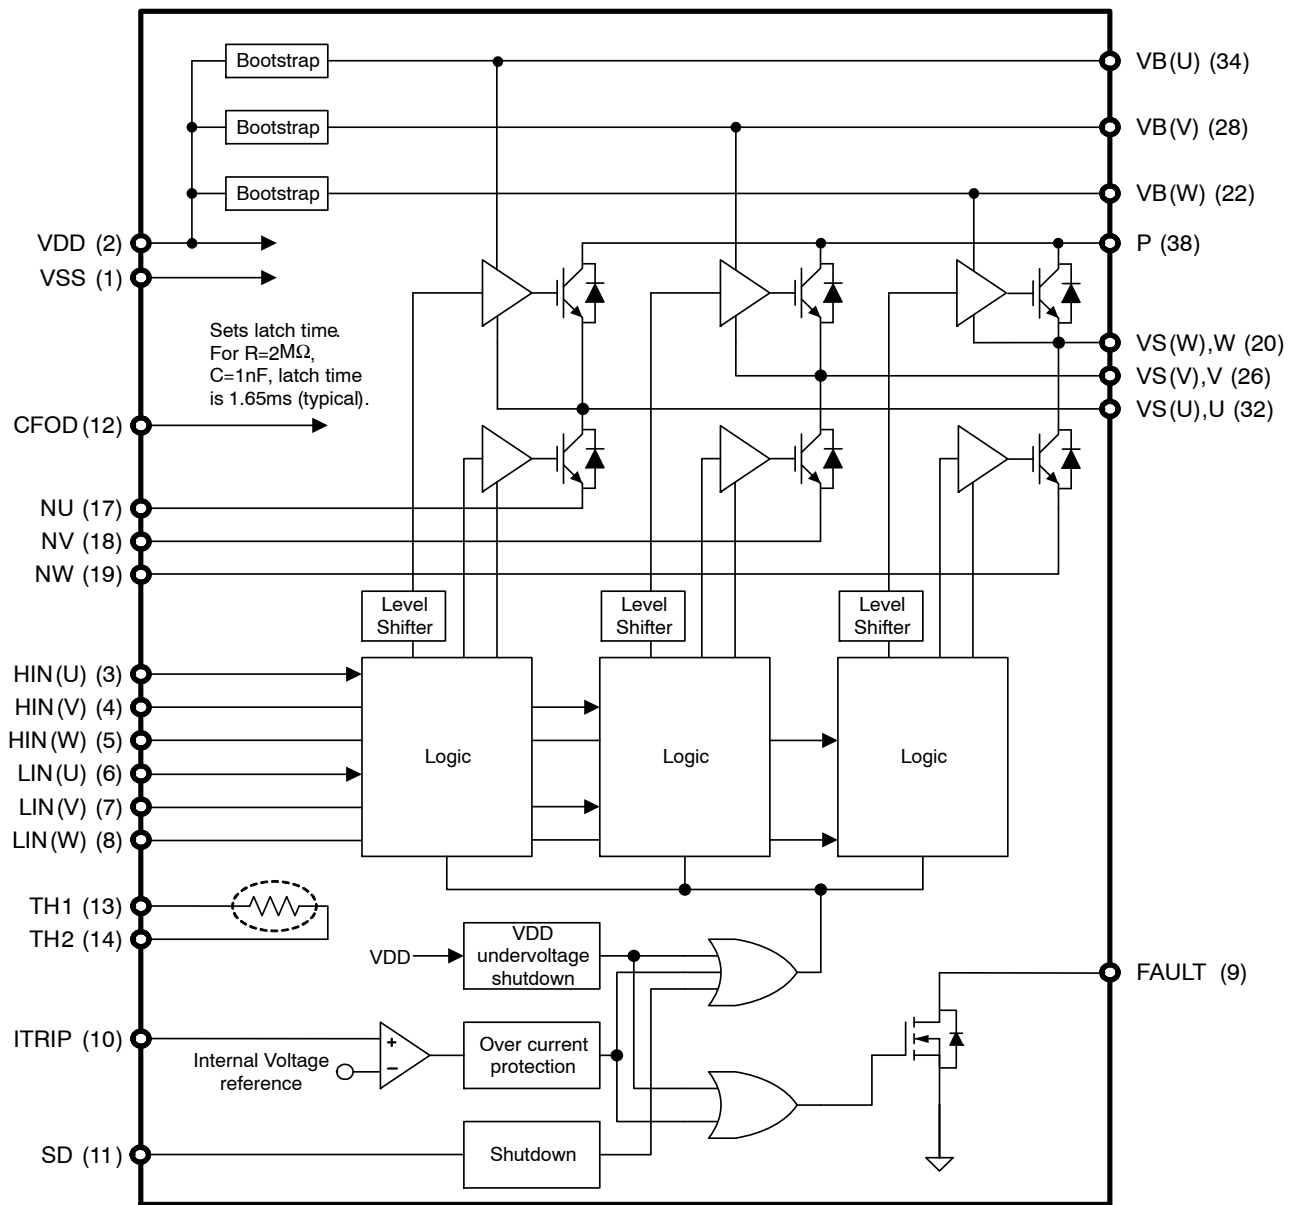 Bootstrap
VB(U) (34)
Bootstrap
VB(V) (28)
Bootstrap
VB(W) (22)
VDD (2)
P (38)
VSS (1)
Sets latch time.
For R=2MΩ,
C=1nF, latch time
is 1.65ms (typical).
VS(W),W (20)
VS(V),V (26)
VS(U),U (32)
CFOD (12)
NU (17)
NV (18)
NW (19)
Level
Shifter
Level
Shifter
Level
Shifter
HIN(U) (3)
HIN(V) (4)
HIN(W) (5)
LIN(U) (6)
LIN(V) (7)
LIN(W) (8)
Logic
Logic
Logic
TH1 (13)
TH2 (14)
VDD
VDD
undervoltage
shutdown
FAULT (9)
ITRIP (10)
+
−
Internal Voltage
reference
Over current
protection
SD (11)
Shutdown